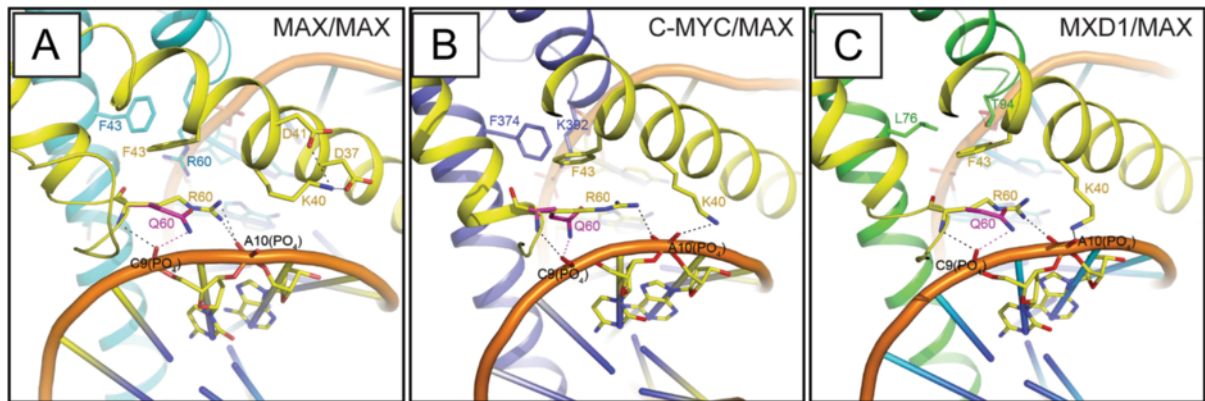 A
MAX/MAX
F43
F43
R60
D41
D37
K40
R60
Q60
A10(PO4)
C9(PO4)
B
C-MYC/MAX
F374
K392
F43
R60
K40
Q60
A10(PO4)
C9(PO4)
C
MXD1/MAX
L76
T94
F43
R60
K40
Q60
A10(PO4)
C9(PO4)